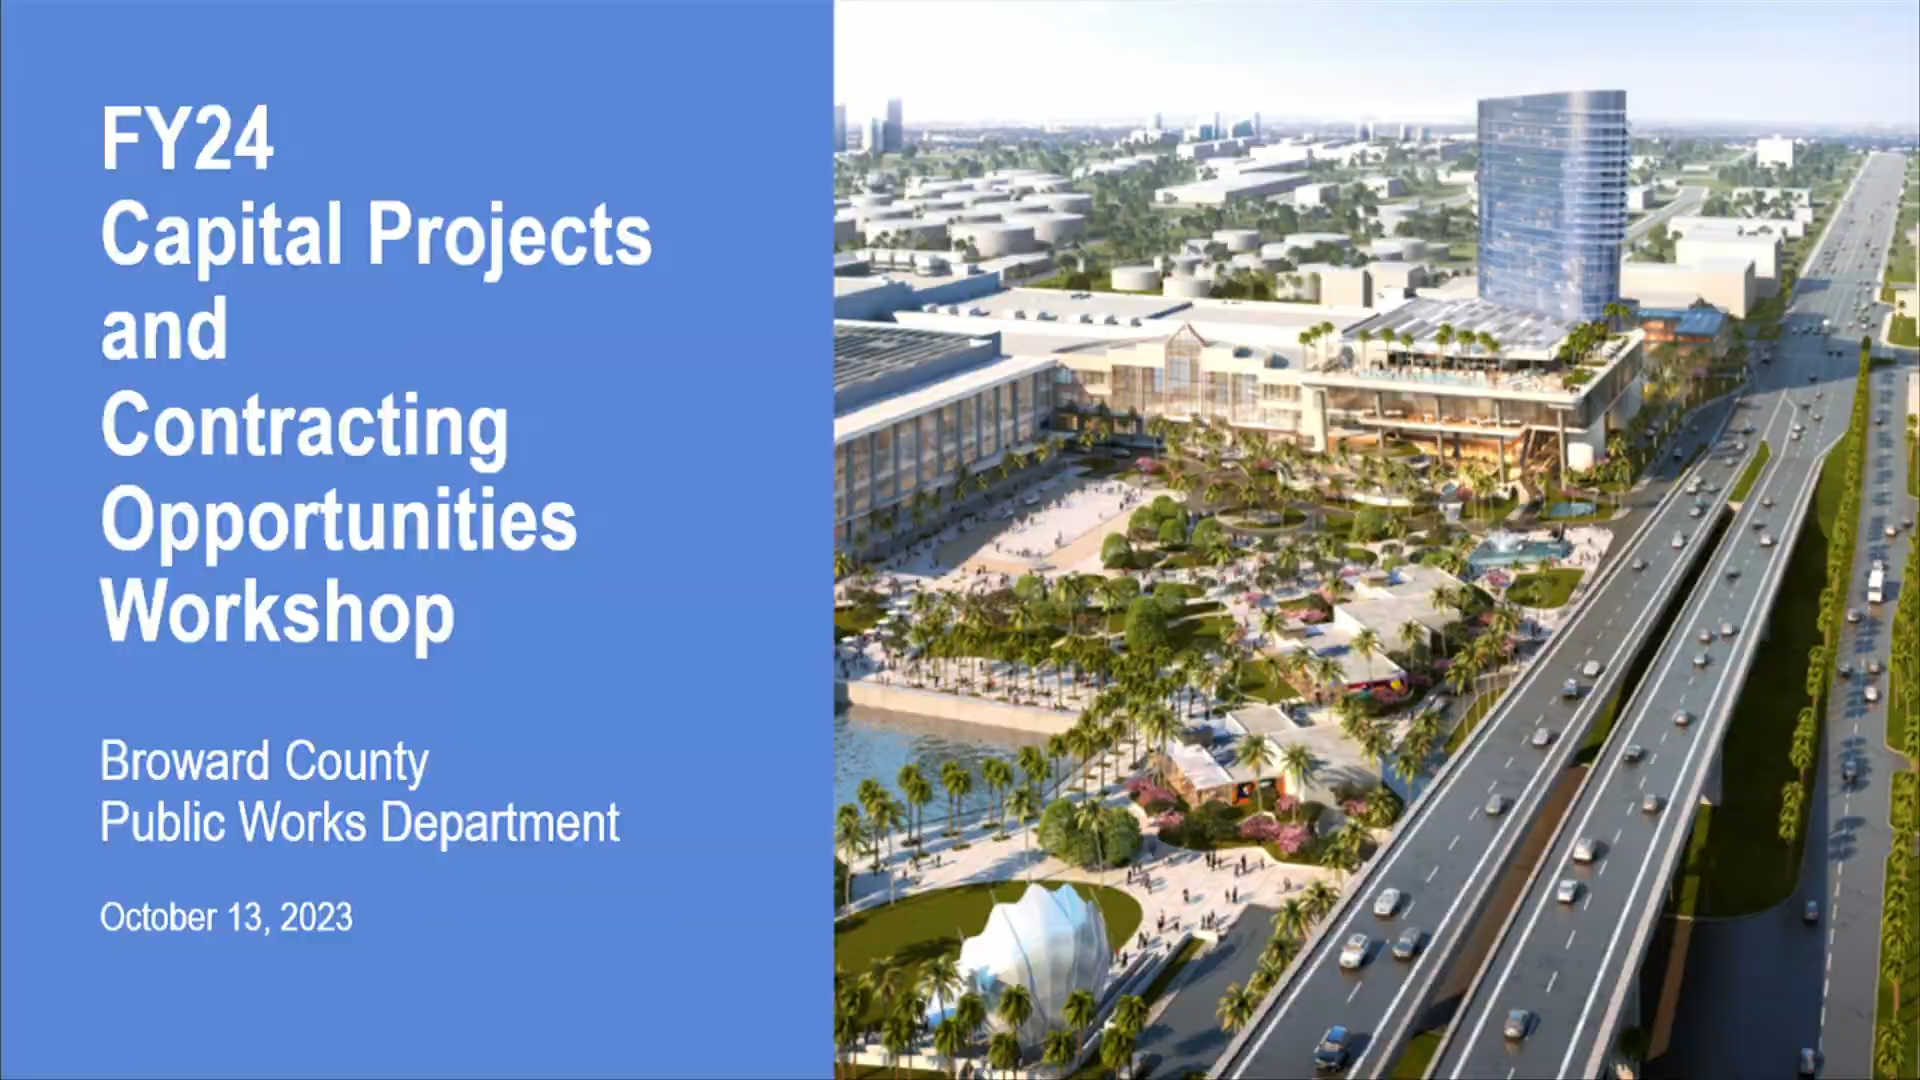 FY24
Capital Projects
and
Contracting
Opportunities
Workshop
Broward County
Public Works Department
October 13, 2023